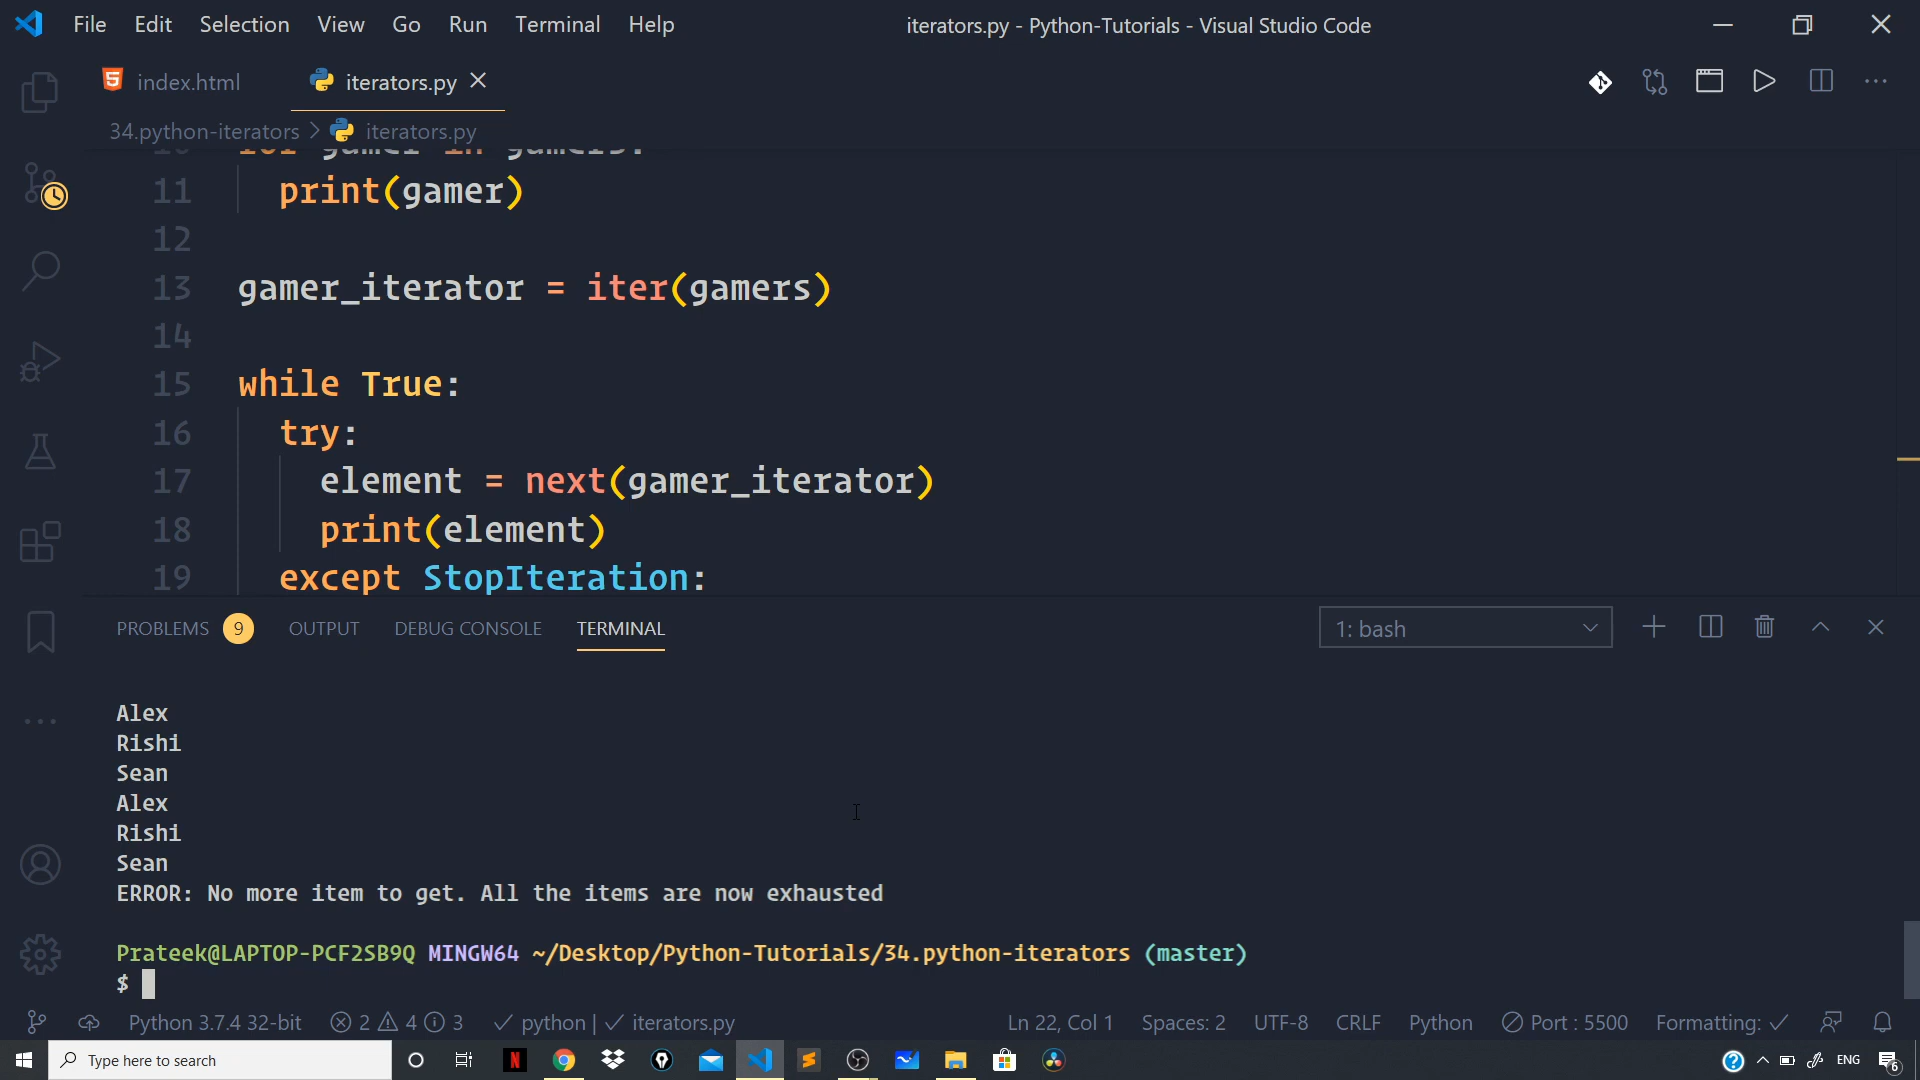 File Edit Selection View Go Run Terminal Help
iterators.py - Python-Tutorials - Visual Studio Code
index.html
iterators.py
34.python-iterators > iterators.py
10 for gamer in gamers:
11 print(gamer)
12
13 gamer_iterator = iter(gamers)
14
15 while True:
16 try:
17 element = next(gamer_iterator)
18 print(element)
19 except StopIteration:
PROBLEMS 9 OUTPUT DEBUG CONSOLE TERMINAL
1: bash
Alex
Rishi
Sean
Alex
Rishi
Sean
ERROR: No more item to get. All the items are now exhausted
Prateek@LAPTOP-PCF2SB9Q MINGW64 ~/Desktop/Python-Tutorials/34.python-iterators (master)
$
Python 3.7.4 32-bit 2 4 3 python | iterators.py Ln 22, Col 1 Spaces: 2 UTF-8 CRLF Python Port : 5500 Formatting:
Type here to search
ENG
6